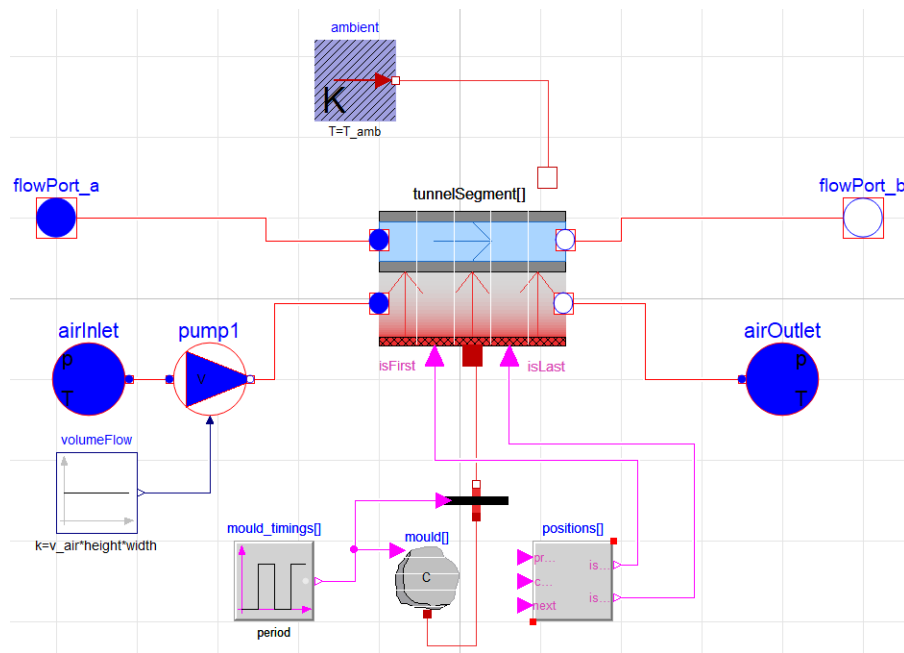 K
T=T_amb
flowPort_a
tunnelSegment[]
flowPort_b
airInlet
pump1
airOutlet
p
T
V
p
T
isFirst
isLast
volumeFlow
k=v_air*height*width
mould_timings[]
mould[]
positions[]
C
pr...
c...
next
is...
is...
period